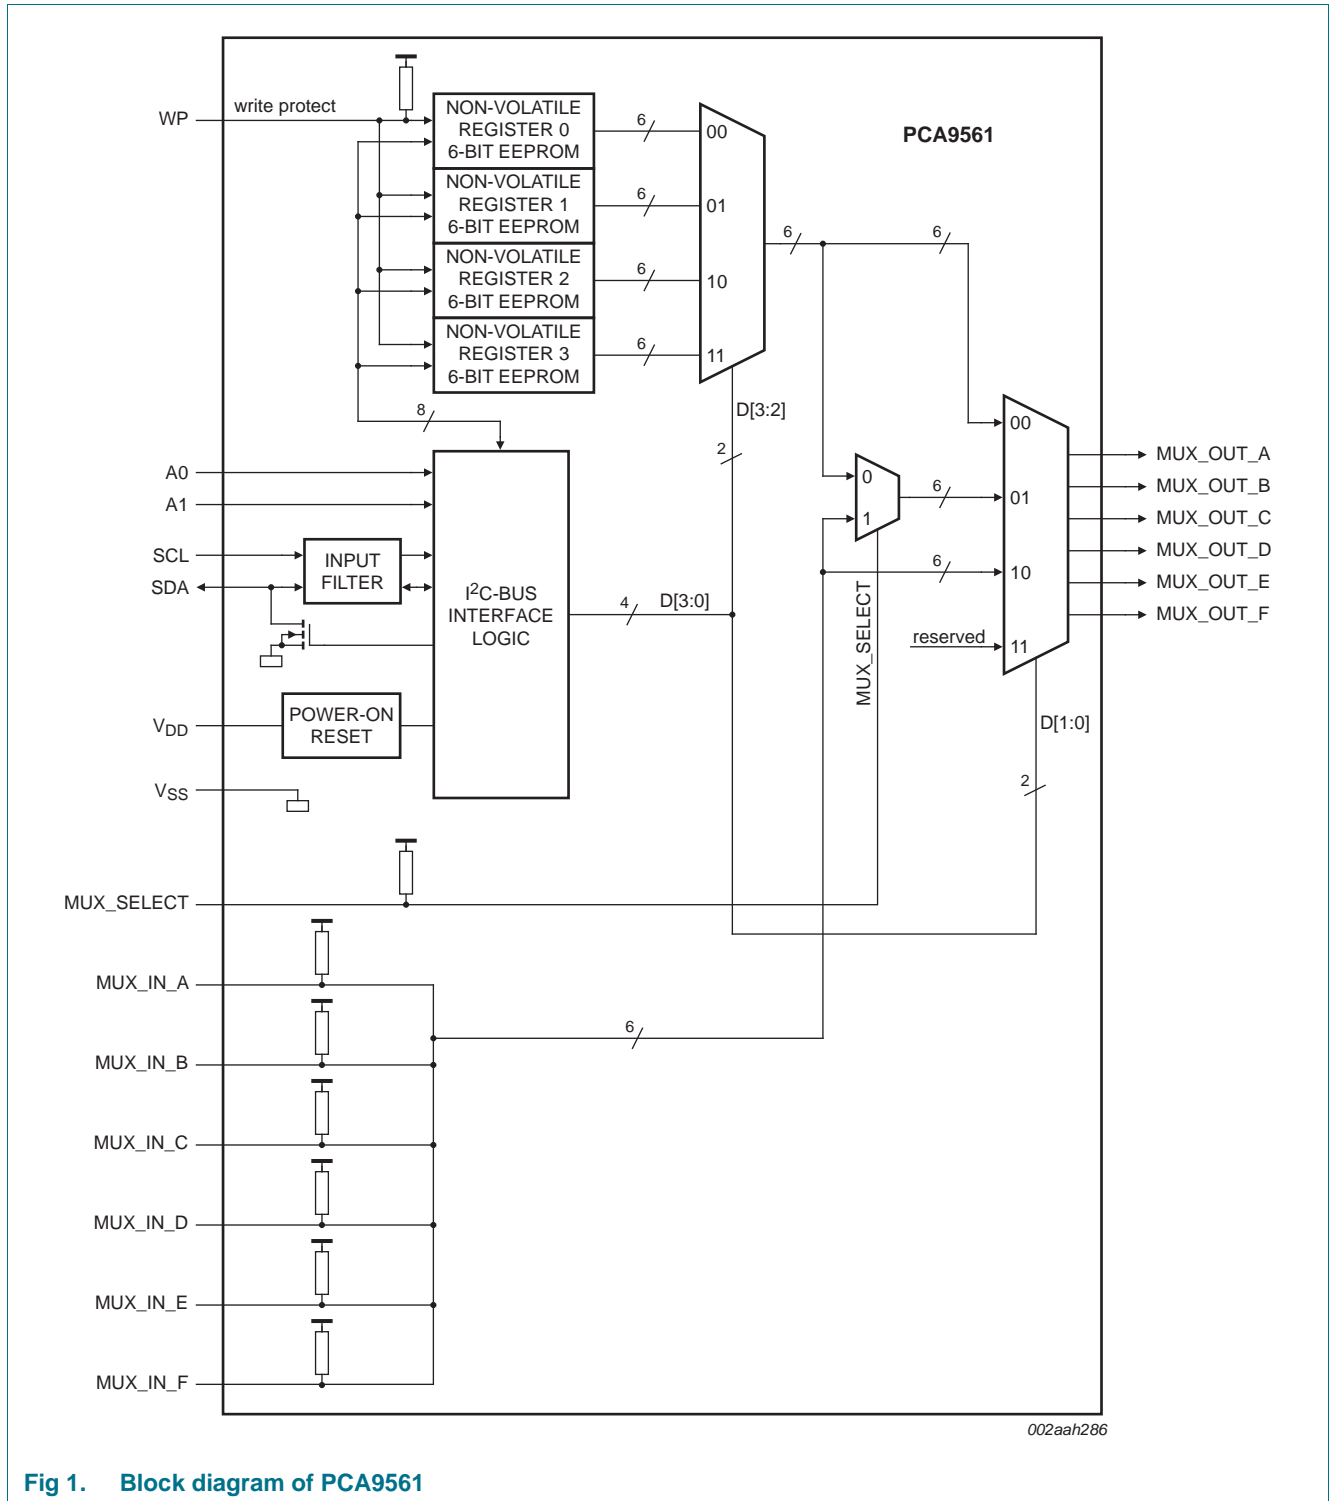 WP
write protect
NON-VOLATILE
REGISTER 0
6-BIT EEPROM
6
00
PCA9561
NON-VOLATILE
REGISTER 1
6-BIT EEPROM
6
01
NON-VOLATILE
REGISTER 2
6-BIT EEPROM
6
10
6
6
NON-VOLATILE
REGISTER 3
6-BIT EEPROM
6
11
8
D[3:2]
2
A0
A1
SCL
SDA
INPUT
FILTER
I2C-BUS
INTERFACE
LOGIC
4
D[3:0]
0
1
MUX_SELECT
6
6
reserved
00
01
10
11
MUX_OUT_A
MUX_OUT_B
MUX_OUT_C
MUX_OUT_D
MUX_OUT_E
MUX_OUT_F
D[1:0]
2
VDD
POWER-ON
RESET
VSS
MUX_SELECT
MUX_IN_A
6
MUX_IN_B
MUX_IN_C
MUX_IN_D
MUX_IN_E
MUX_IN_F
002aah286
Fig 1. Block diagram of PCA9561